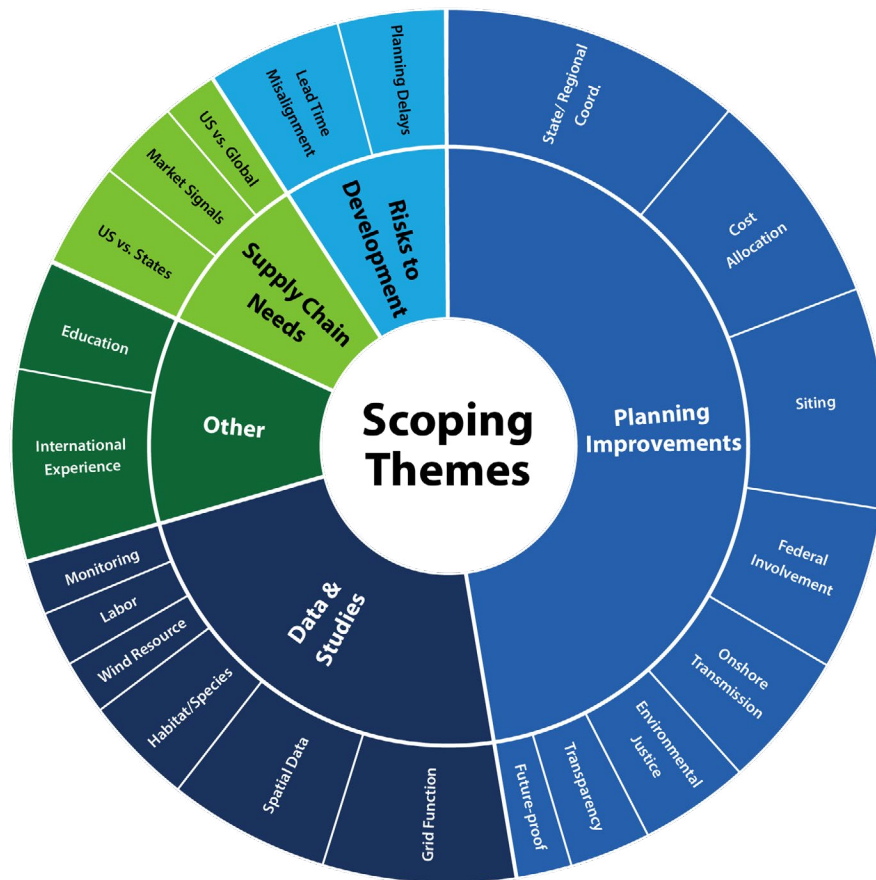 Scoping
Themes
Planning
Improvements
State/ Regional
Coord.
Cost
Allocation
Siting
Federal
Involvement
Onshore
Transmission
Environmental
Justice
Transparency
Future-proof
Data &
Studies
Grid Function
Spatial Data
Habitat/Species
Wind Resource
Labor
Monitoring
Other
International
Experience
Education
Supply Chain
Needs
US vs. States
Market Signals
US vs. Global
Risks to
Development
Lead Time
Misalignment
Planning Delays